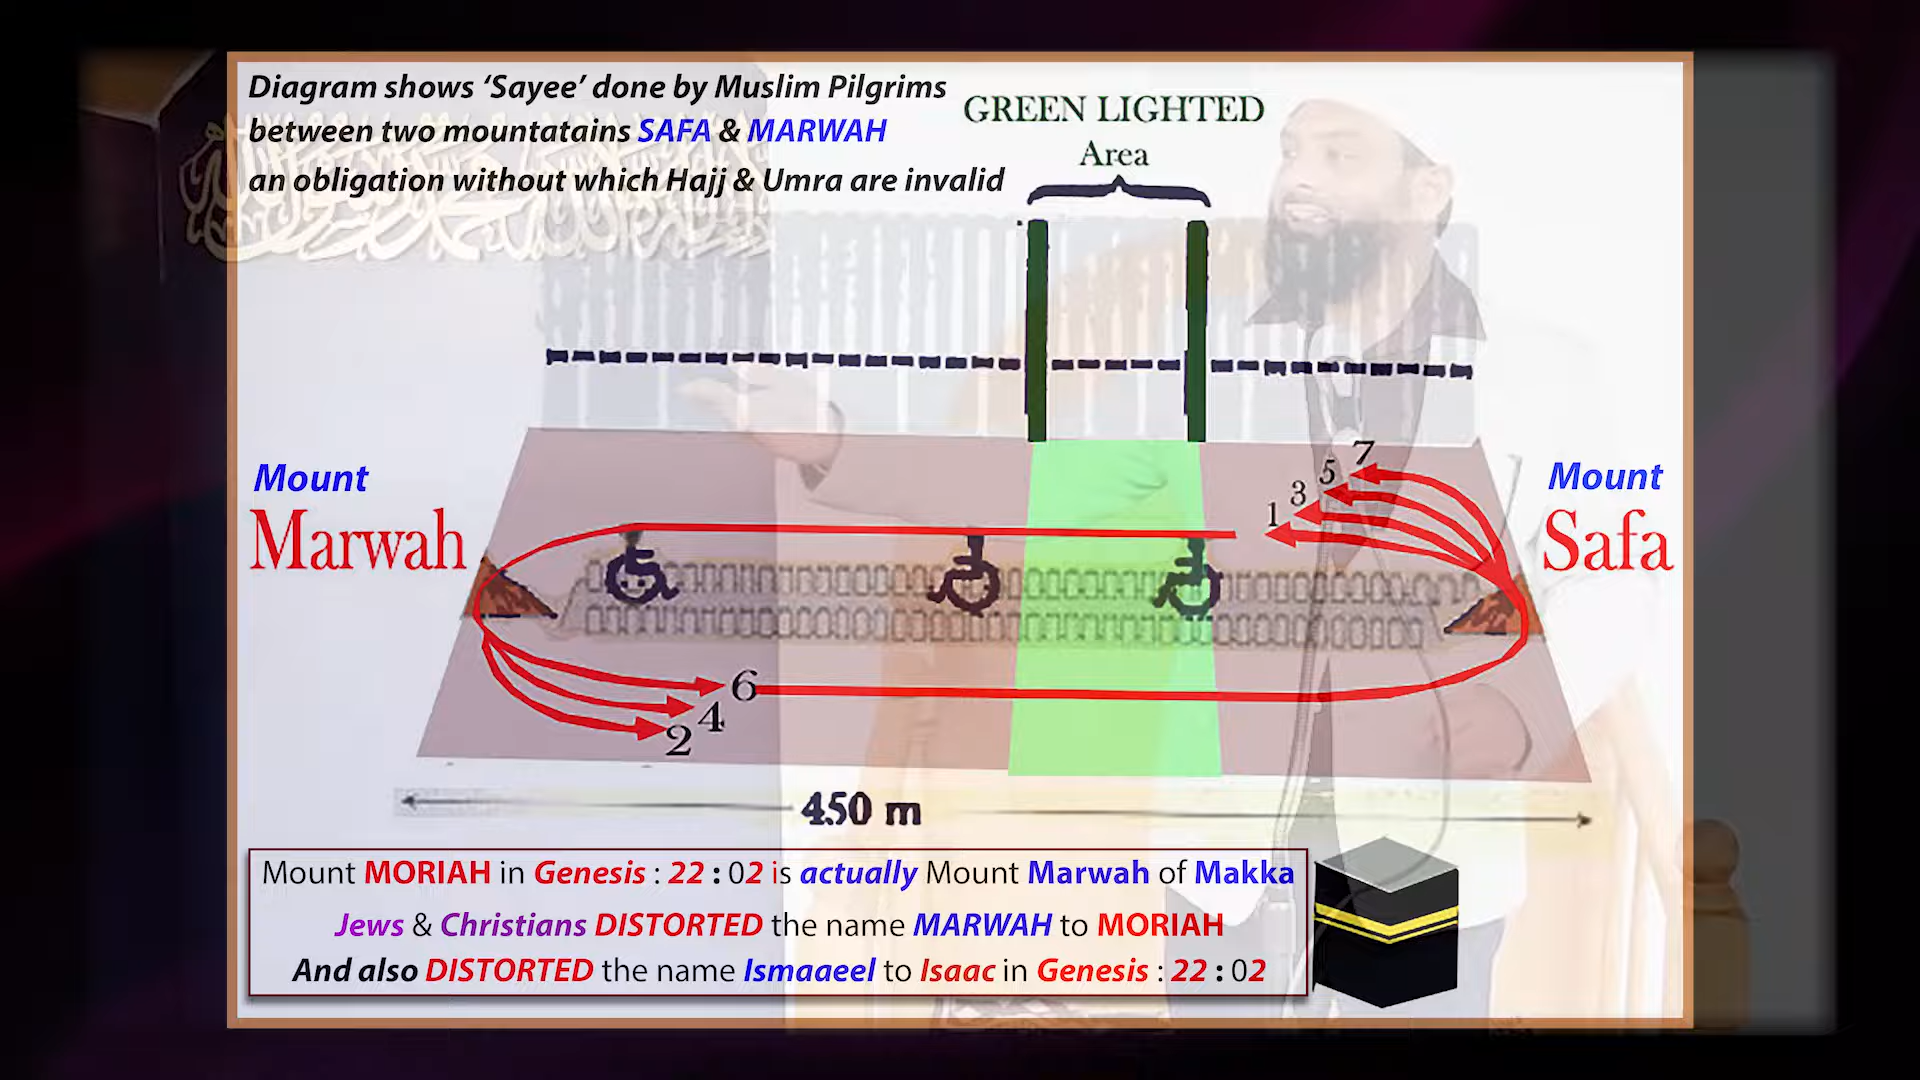 Diagram shows ‘Sayee’ done by Muslim Pilgrims
between two mountatains SAFA & MARWAH
an obligation without which Hajj & Umra are invalid
GREEN LIGHTED
Area
Mount
Marwah
Mount
Safa
1 3 5 7
6
4
2
450 m
Mount MORIAH in Genesis : 22 : 02 is actually Mount Marwah of Makka
Jews & Christians DISTORTED the name MARWAH to MORIAH
And also DISTORTED the name Ismaaeel to Isaac in Genesis : 22 : 02